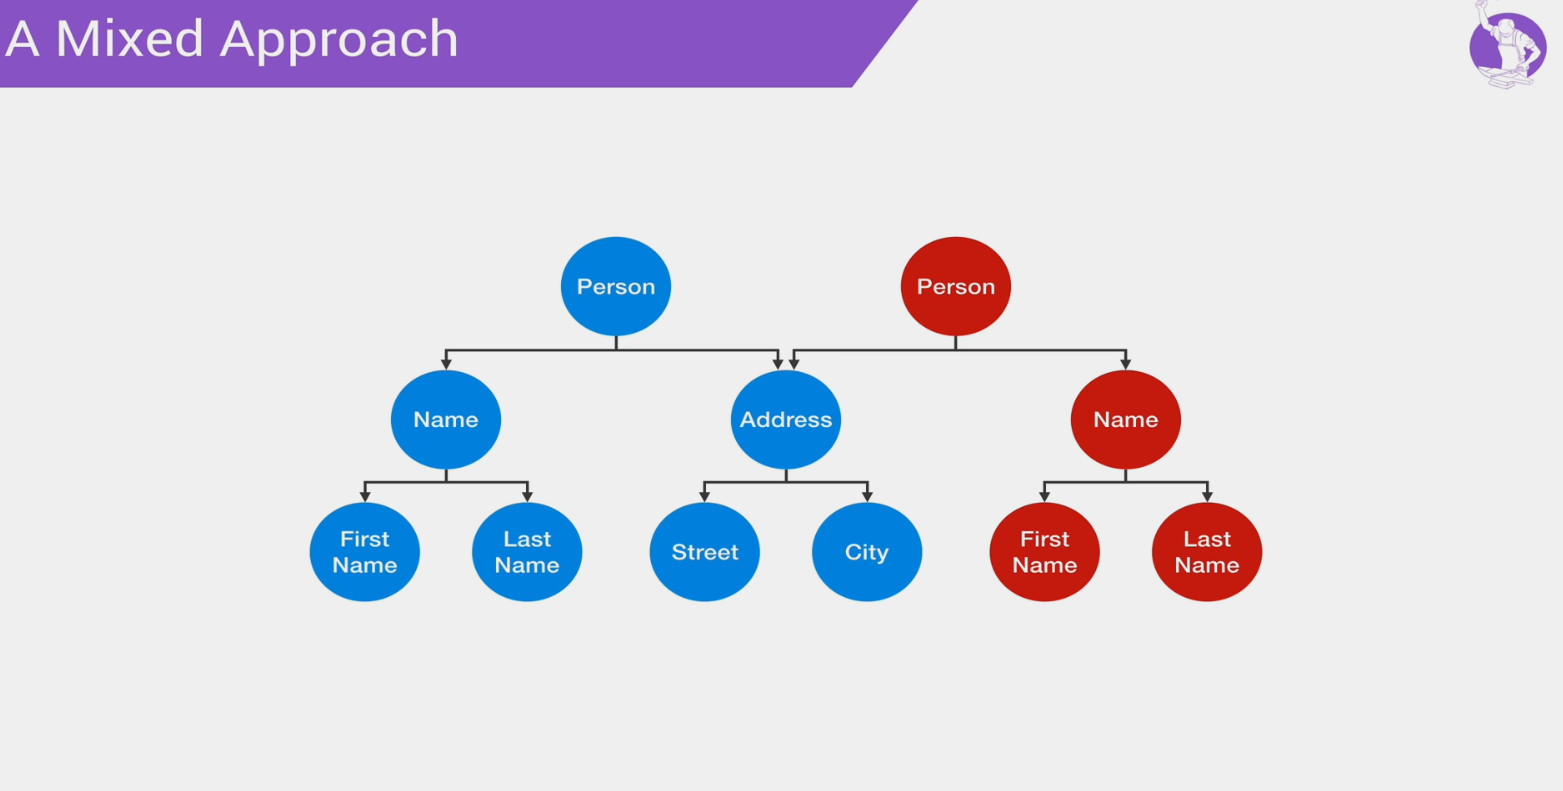 A Mixed Approach
Person
Person
Name
Address
Name
First
Name
Last
Name
Street
City
First
Name
Last
Name